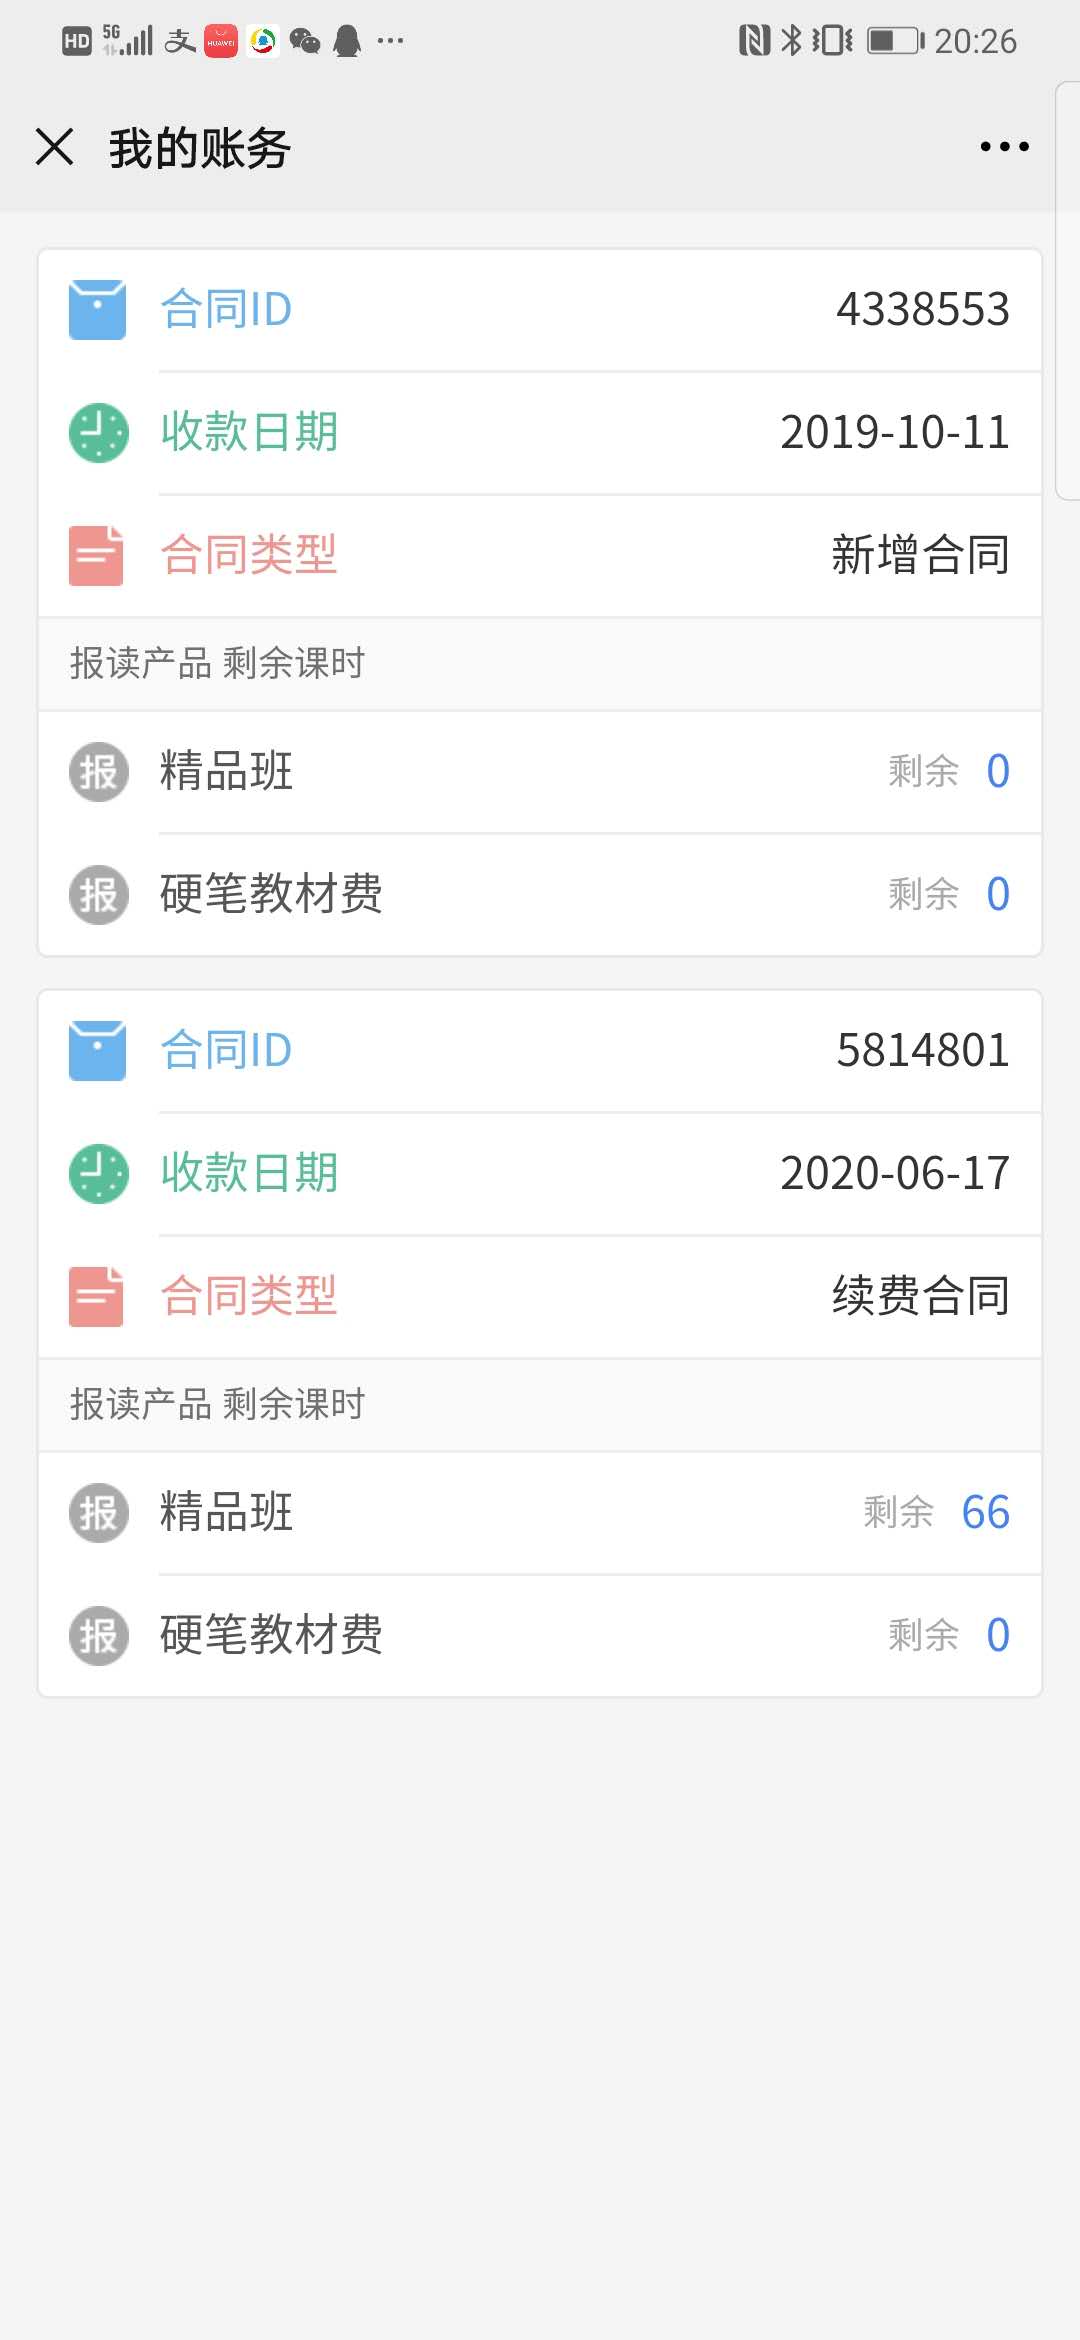 HD 5G 支 HUAWEI 20:26
我的账务
合同ID 4338553
收款日期 2019-10-11
合同类型 新增合同
报读产品 剩余课时
报 精品班 剩余 0
报 硬笔教材费 剩余 0
合同ID 5814801
收款日期 2020-06-17
合同类型 续费合同
报读产品 剩余课时
报 精品班 剩余 66
报 硬笔教材费 剩余 0